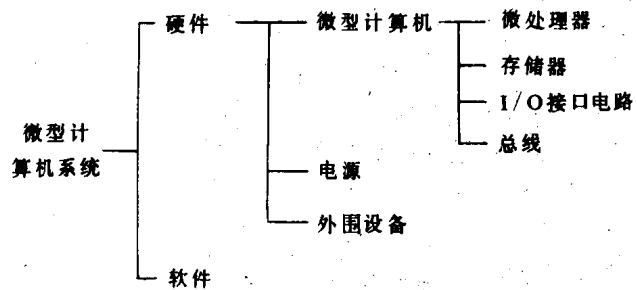 硬件
微型计算机
微处理器
存储器
I/O接口电路
总线
微型计
算机系统
电源
外围设备
软件